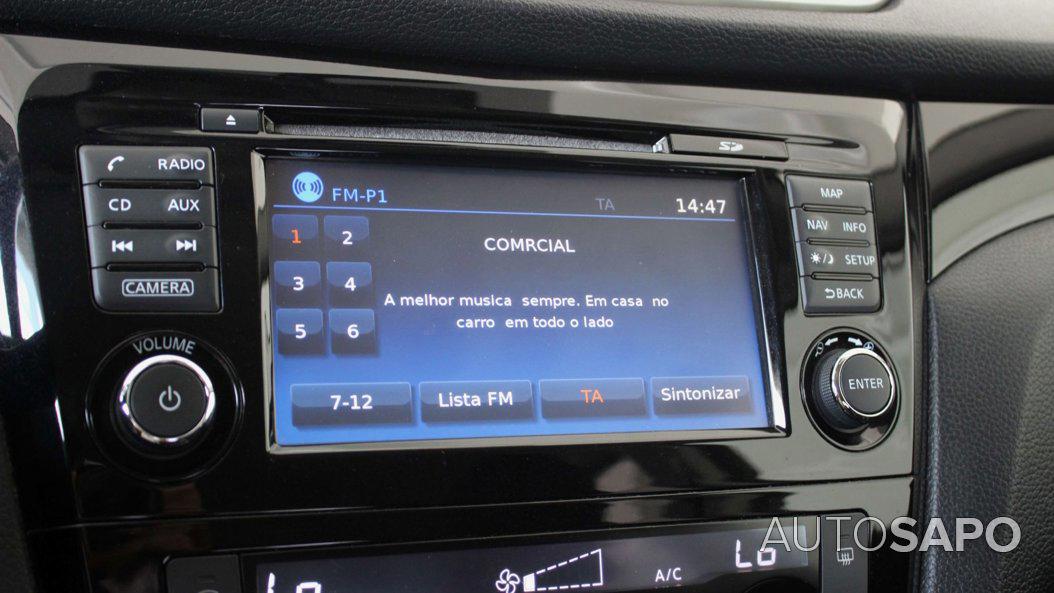 SD
RADIO
CD AUX
CAMERA
VOLUME
FM-P1 TA 14:47
1 2
COMRCIAL
3 4
A melhor musica sempre. Em casa no
carro em todo o lado
5 6
7-12 Lista FM TA Sintonizar
MAP
NAV INFO
SETUP
BACK
ENTER
Lo A/C Lo
AUTOSAPO